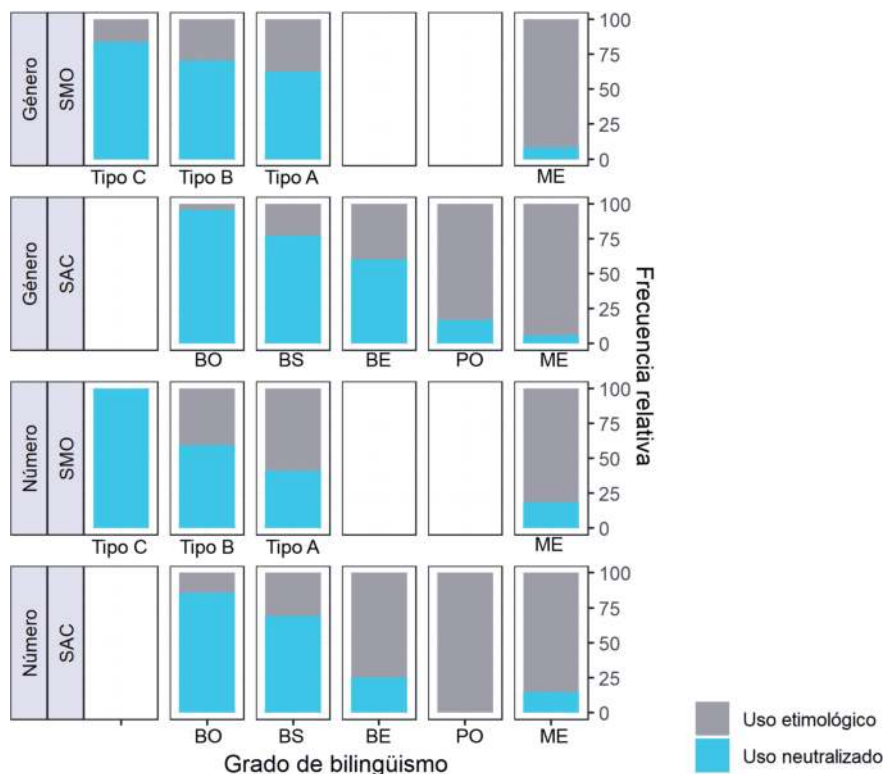 Género SMO
100
75
50
25
0
Tipo C Tipo B Tipo A ME
Género SAC
100
75
50
25
0
BO BS BE PO ME
Número SMO
100
75
50
25
0
Tipo C Tipo B Tipo A ME
Número SAC
100
75
50
25
0
BO BS BE PO ME
Frecuencia relativa
Grado de bilingüismo
Uso etimológico
Uso neutralizado